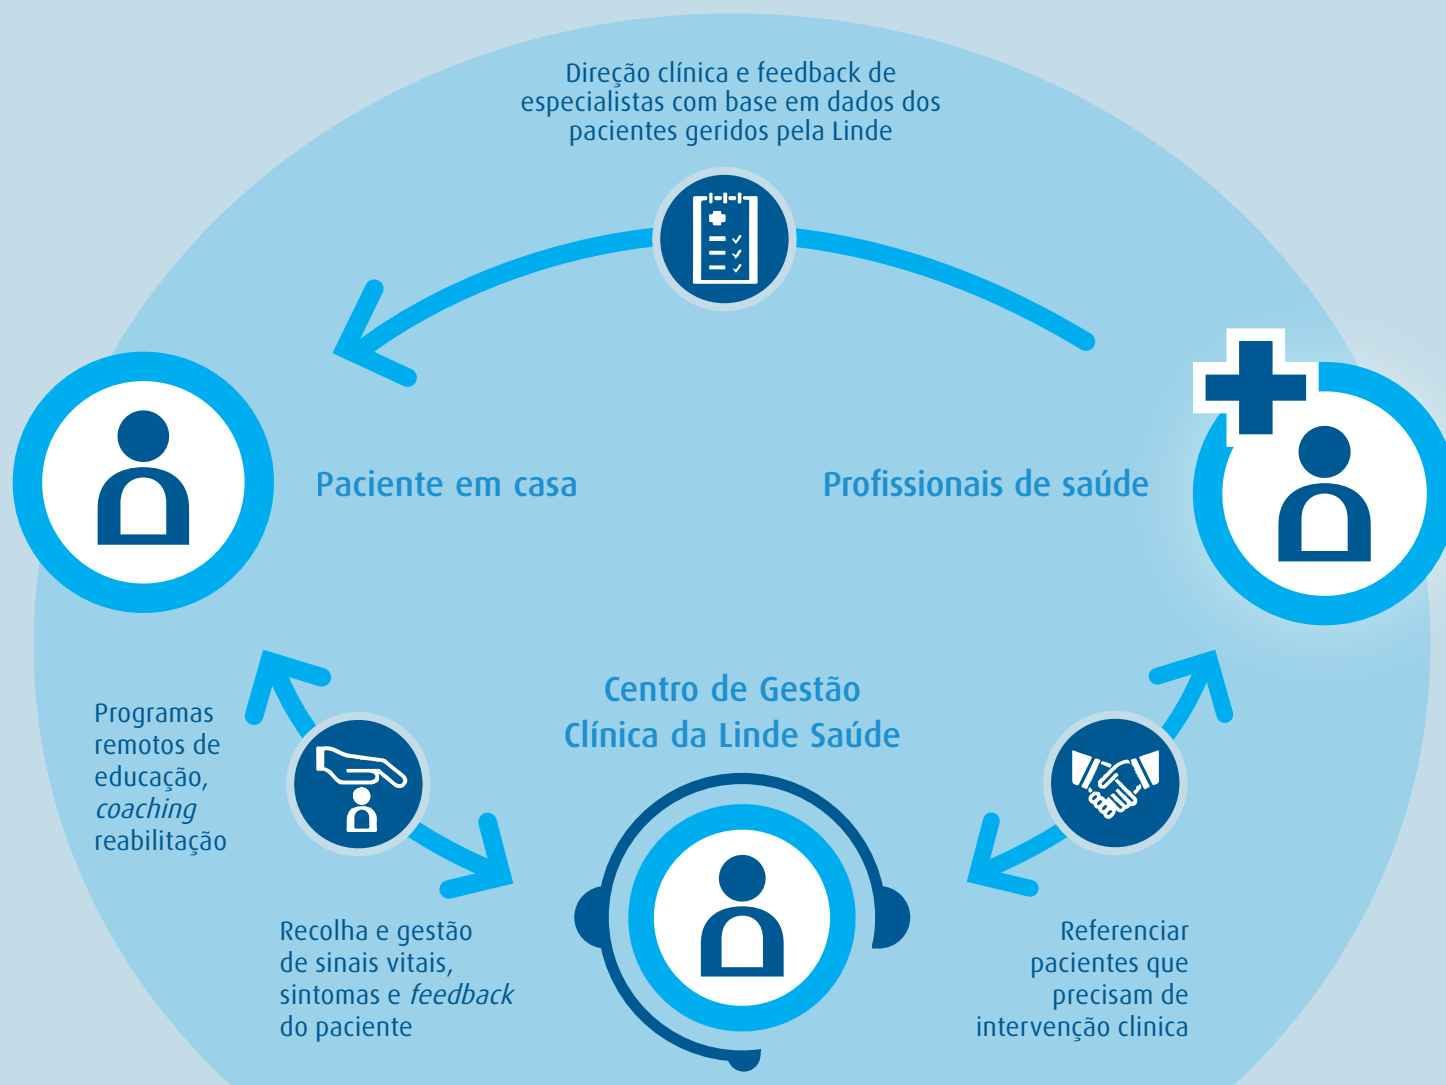 Direção clínica e feedback de
especialistas com base em dados dos
pacientes geridos pela Linde
Paciente em casa
Profissionais de saúde
Centro de Gestão
Clínica da Linde Saúde
Programas
remotos de
educação,
coaching
reabilitação
Recolha e gestão
de sinais vitais,
sintomas e feedback
do paciente
Referenciar
pacientes que
precisam de
intervenção clinica